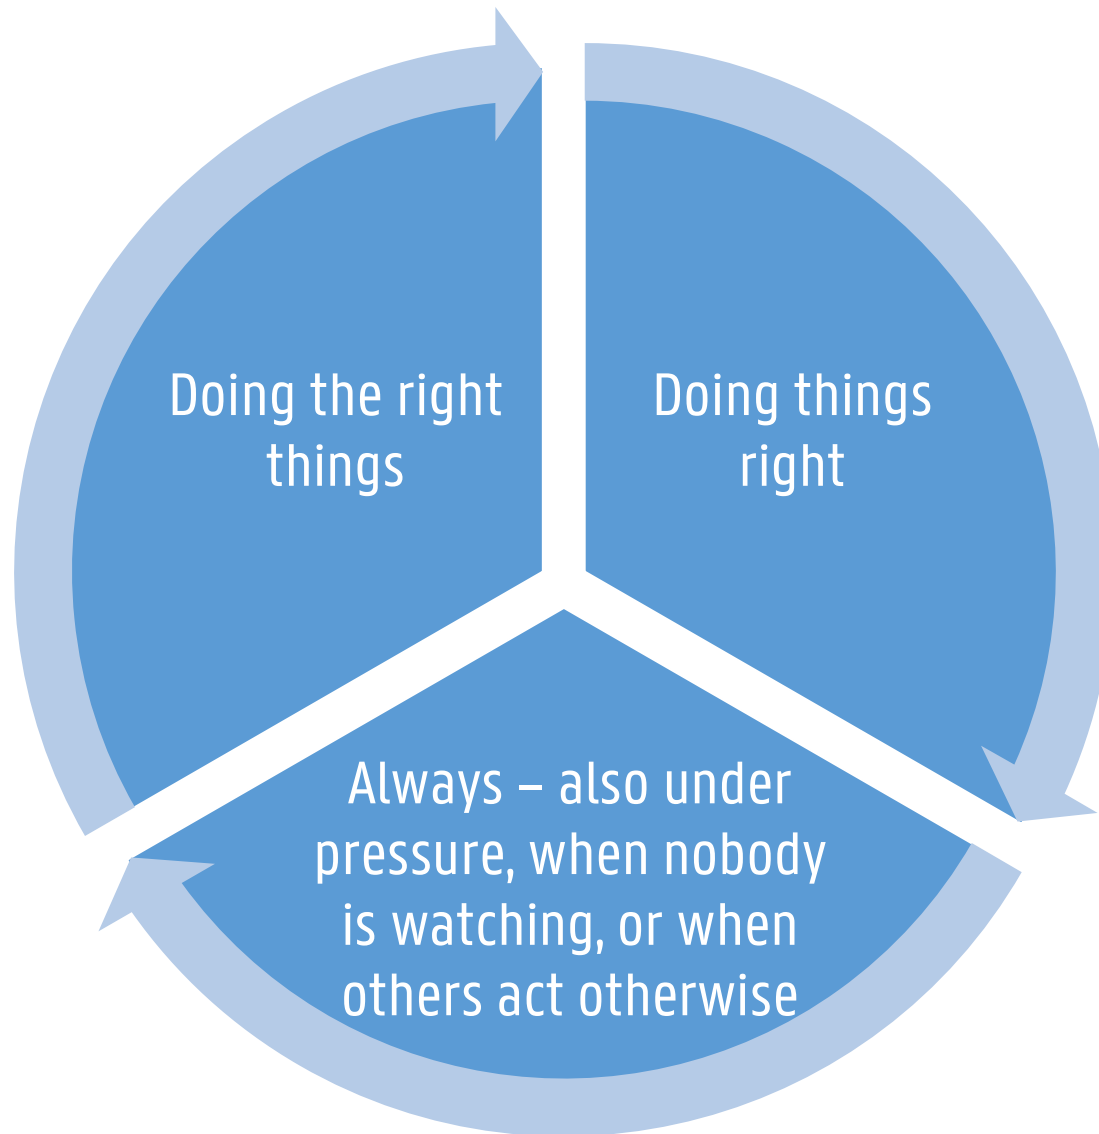 Doing the right
things
Doing things
right
Always – also under
pressure, when nobody
is watching, or when
others act otherwise